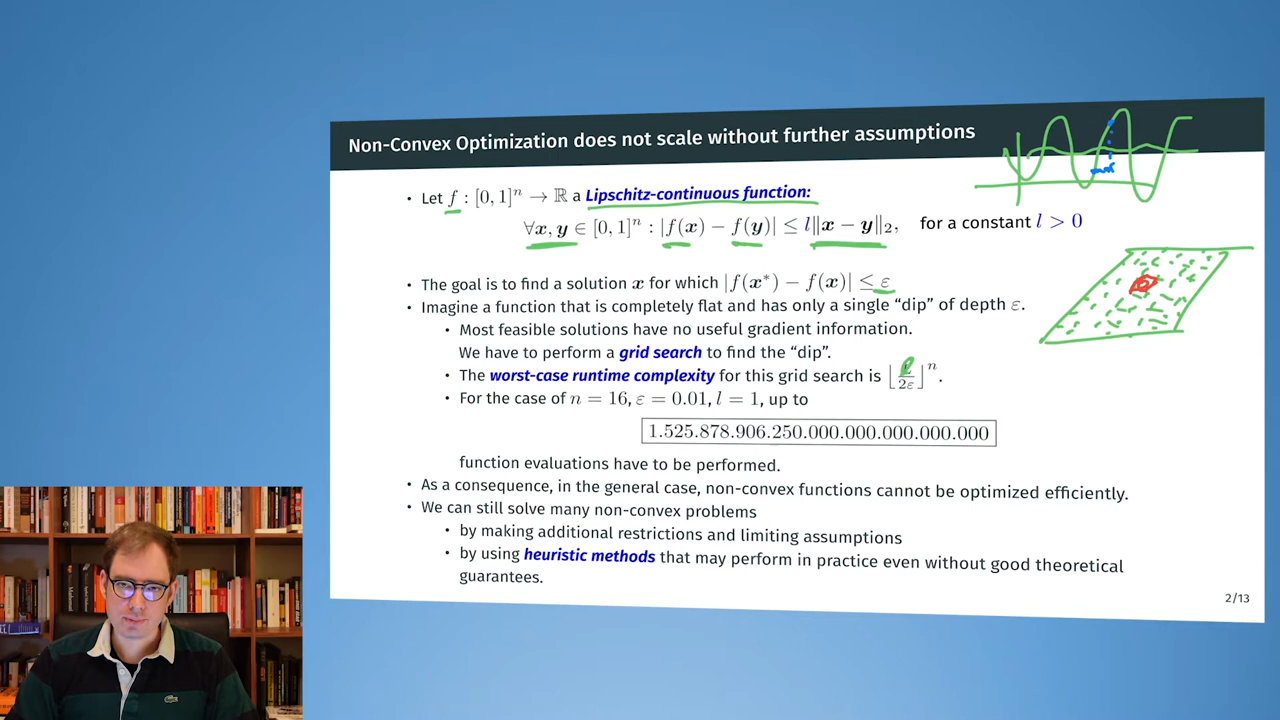 Non-Convex Optimization does not scale without further assumptions
• Let f : [0, 1]ⁿ → ℝ a Lipschitz-continuous function:
∀x, y ∈ [0, 1]ⁿ : |f(x) − f(y)| ≤ l‖x − y‖₂, for a constant l > 0
• The goal is to find a solution x for which |f(x*) − f(x)| ≤ ε
• Imagine a function that is completely flat and has only a single “dip” of depth ε.
• Most feasible solutions have no useful gradient information.
We have to perform a grid search to find the “dip”.
• The worst-case runtime complexity for this grid search is ⌊l/2ε⌋ⁿ.
• For the case of n = 16, ε = 0.01, l = 1, up to
1.525.878.906.250.000.000.000.000.000
function evaluations have to be performed.
• As a consequence, in the general case, non-convex functions cannot be optimized efficiently.
• We can still solve many non-convex problems
• by making additional restrictions and limiting assumptions
• by using heuristic methods that may perform in practice even without good theoretical
guarantees.
2/13